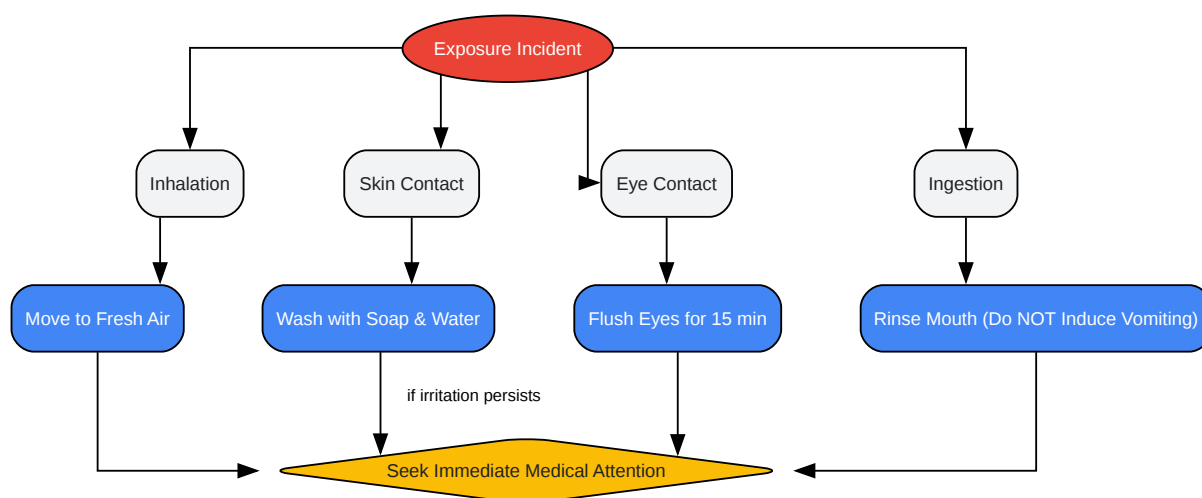 Exposure Incident
Inhalation
Skin Contact
Eye Contact
Ingestion
Move to Fresh Air
Wash with Soap & Water
Flush Eyes for 15 min
Rinse Mouth (Do NOT Induce Vomiting)
if irritation persists
Seek Immediate Medical Attention